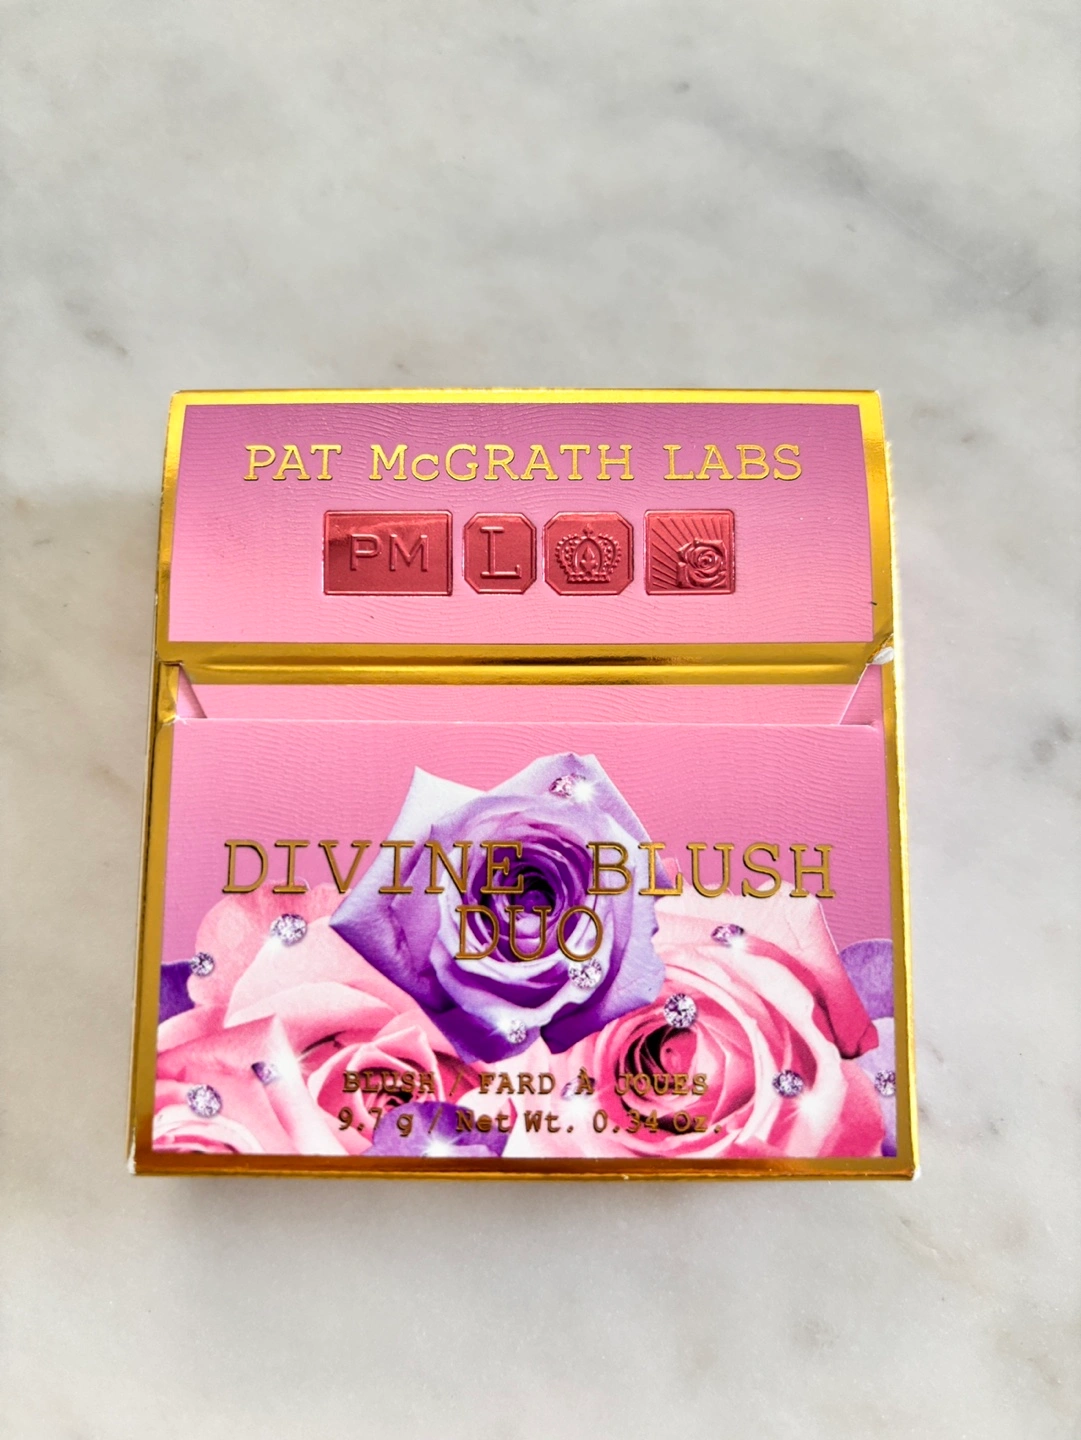 PAT McGRATH LABS
PM L
DIVINE BLUSH
DUO
BLUSH / FARD À JOUES
9.7 g / Net Wt. 0.34 Oz.